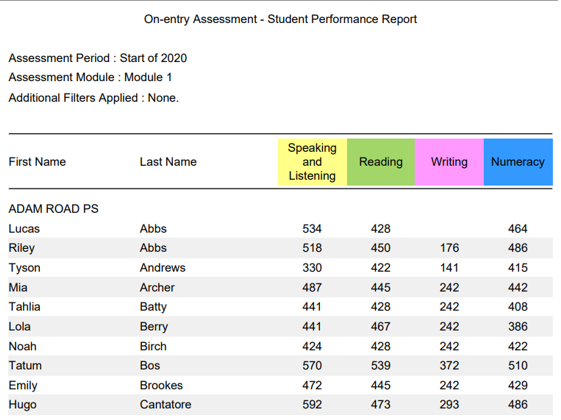 On-entry Assessment - Student Performance Report
Assessment Period : Start of 2020
Assessment Module : Module 1
Additional Filters Applied : None.
First Name Last Name Speaking and Listening Reading Writing Numeracy
ADAM ROAD PS
Lucas Abbs 534 428 464
Riley Abbs 518 450 176 486
Tyson Andrews 330 422 141 415
Mia Archer 487 445 242 442
Tahlia Batty 441 428 242 408
Lola Berry 441 467 242 386
Noah Birch 424 428 242 422
Tatum Bos 570 539 372 510
Emily Brookes 472 445 242 429
Hugo Cantatore 592 473 293 486